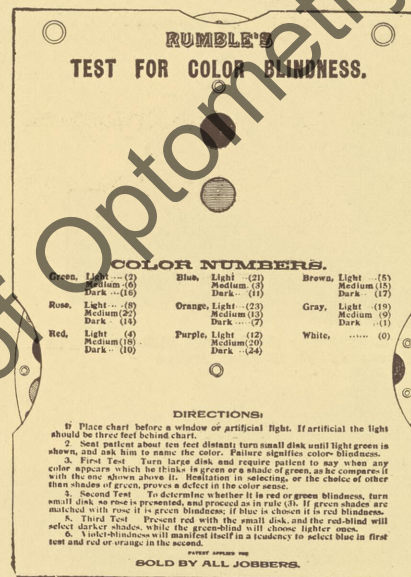 RUMBLE'S
TEST FOR COLOR BLINDNESS.
COLOR NUMBERS.
Green, Light (2)
Medium (6)
Dark (16)
Blue, Light (21)
Medium (3)
Dark (11)
Brown, Light (5)
Medium (15)
Dark (17)
Rose, Light (8)
Medium (22)
Dark (14)
Orange, Light (23)
Medium (13)
Dark (7)
Gray, Light (19)
Medium (9)
Dark (1)
Red, Light (4)
Medium (18)
Dark (10)
Purple, Light (12)
Medium (20)
Dark (24)
White, (0)
DIRECTIONS:
1. Place chart before a window or artificial light. If artificial the light
should be three feet behind chart.
2. Seat patient about ten feet distant; turn small disk until light green is
shown, and ask him to name the color. Failure signifies color-blindness.
3. First Test Turn large disk and require patient to say when any
color appears which he thinks is green or a shade of green, as he compares it
with the one shown above it. Hesitation in selecting, or the choice of other
than shades of green, proves a defect in the color sense.
4. Second Test To determine whether it is red or green blindness, turn
small disk so rose is presented, and proceed as in rule (3). If green shades are
matched with rose it is green blindness; if blue is chosen it is red blindness.
5. Third Test Present red with the small disk, and the red-blind will
select darker shades, while the green-blind will choose lighter ones.
6. Violet-blindness will manifest itself in a tendency to select blue in first
test and red or orange in the second.
PATENT APPLIED FOR
SOLD BY ALL JOBBERS.
of Optometry